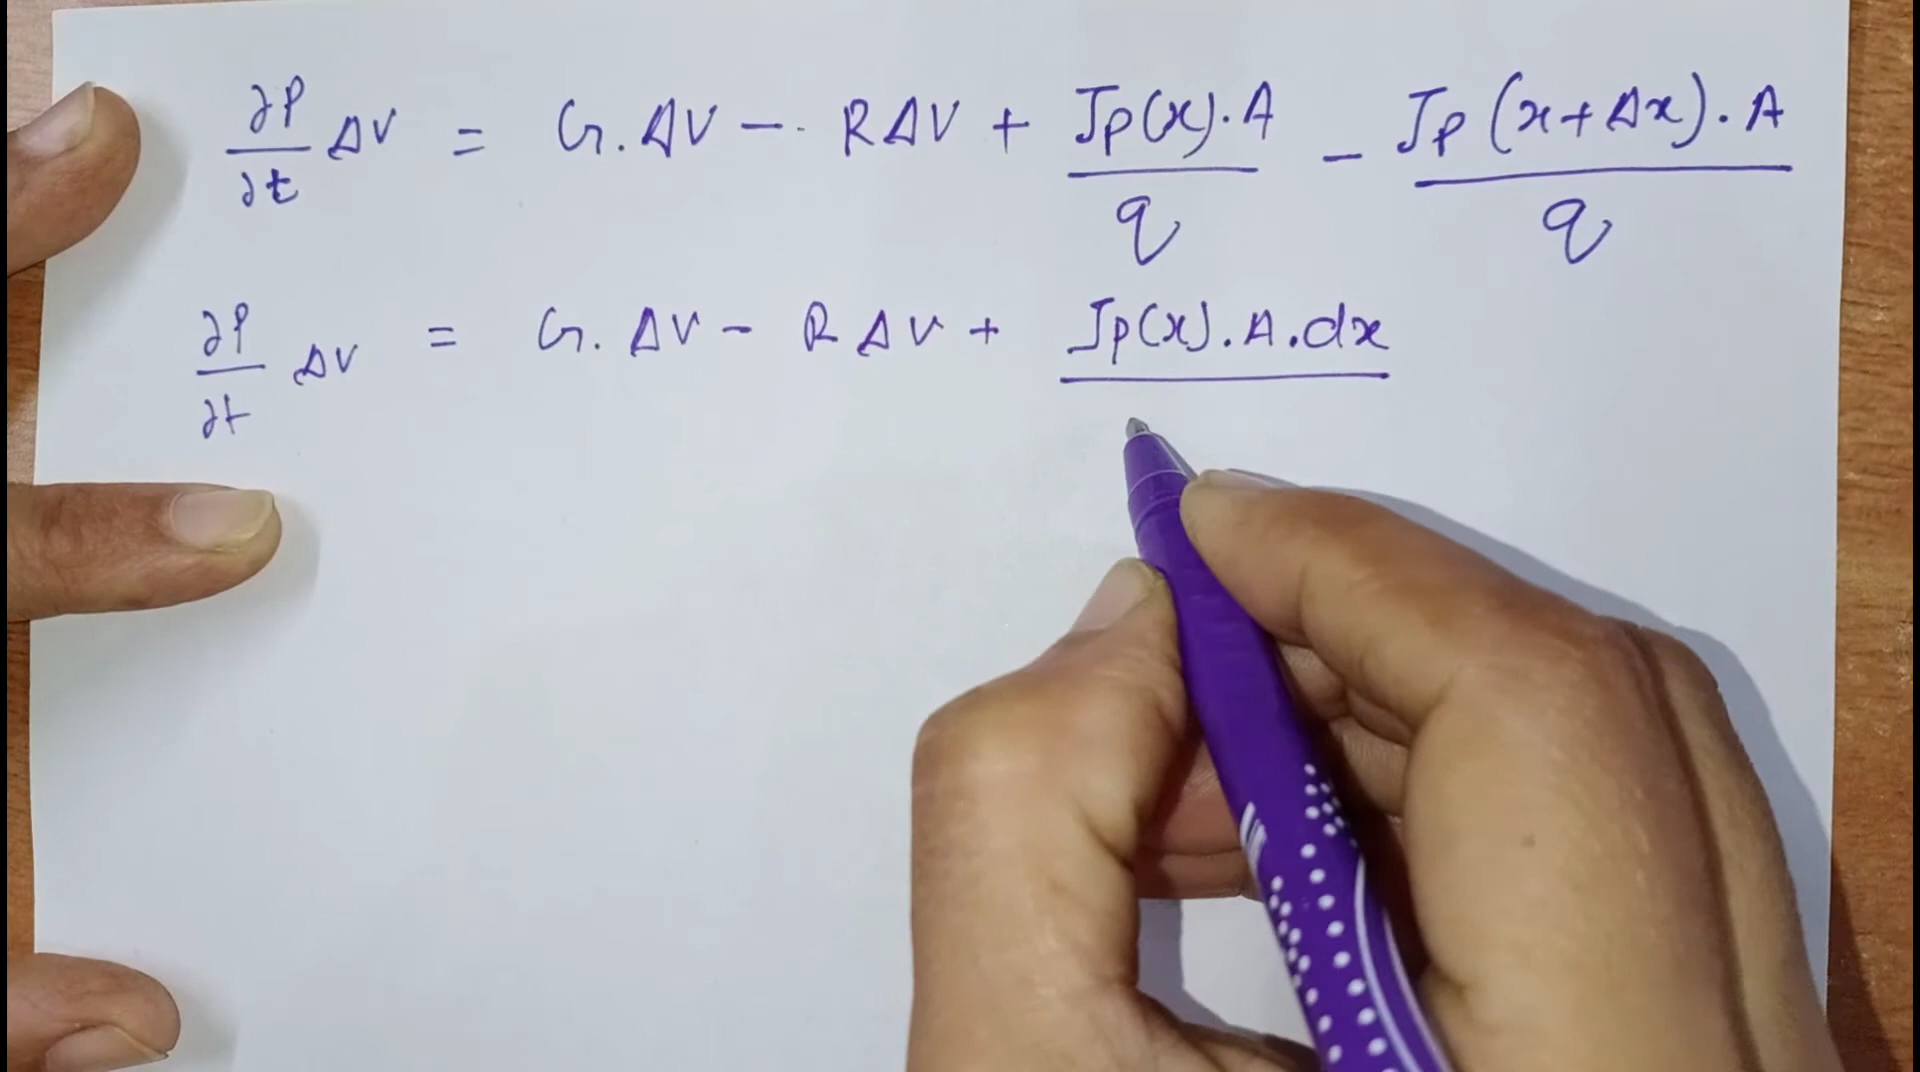 ∂P/∂t ΔV = G.ΔV − RΔV + Jp(x).A/q − Jp(x+Δx).A/q
∂P/∂t ΔV = G.ΔV − RΔV + Jp(x).A.dx